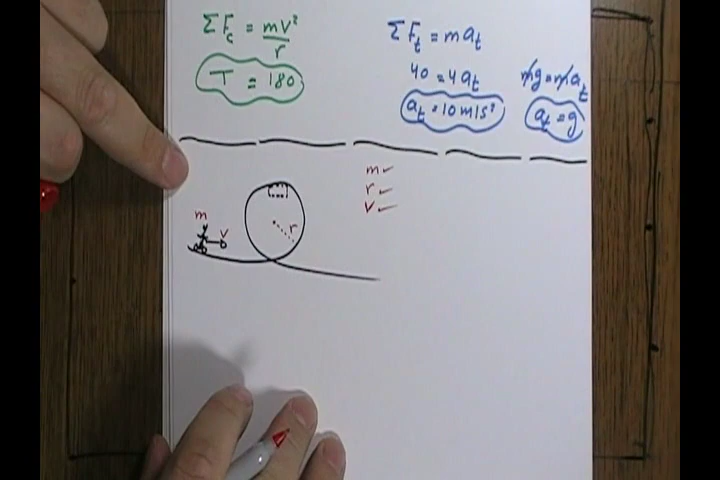 ΣF_c = mv²/r
T = 180
ΣF_t = ma_t
40 = 4a_t
a_t = 10 m/s²
mg = ma_t
a_t = g
m ✓
r ✓
v ✓
m
v
r